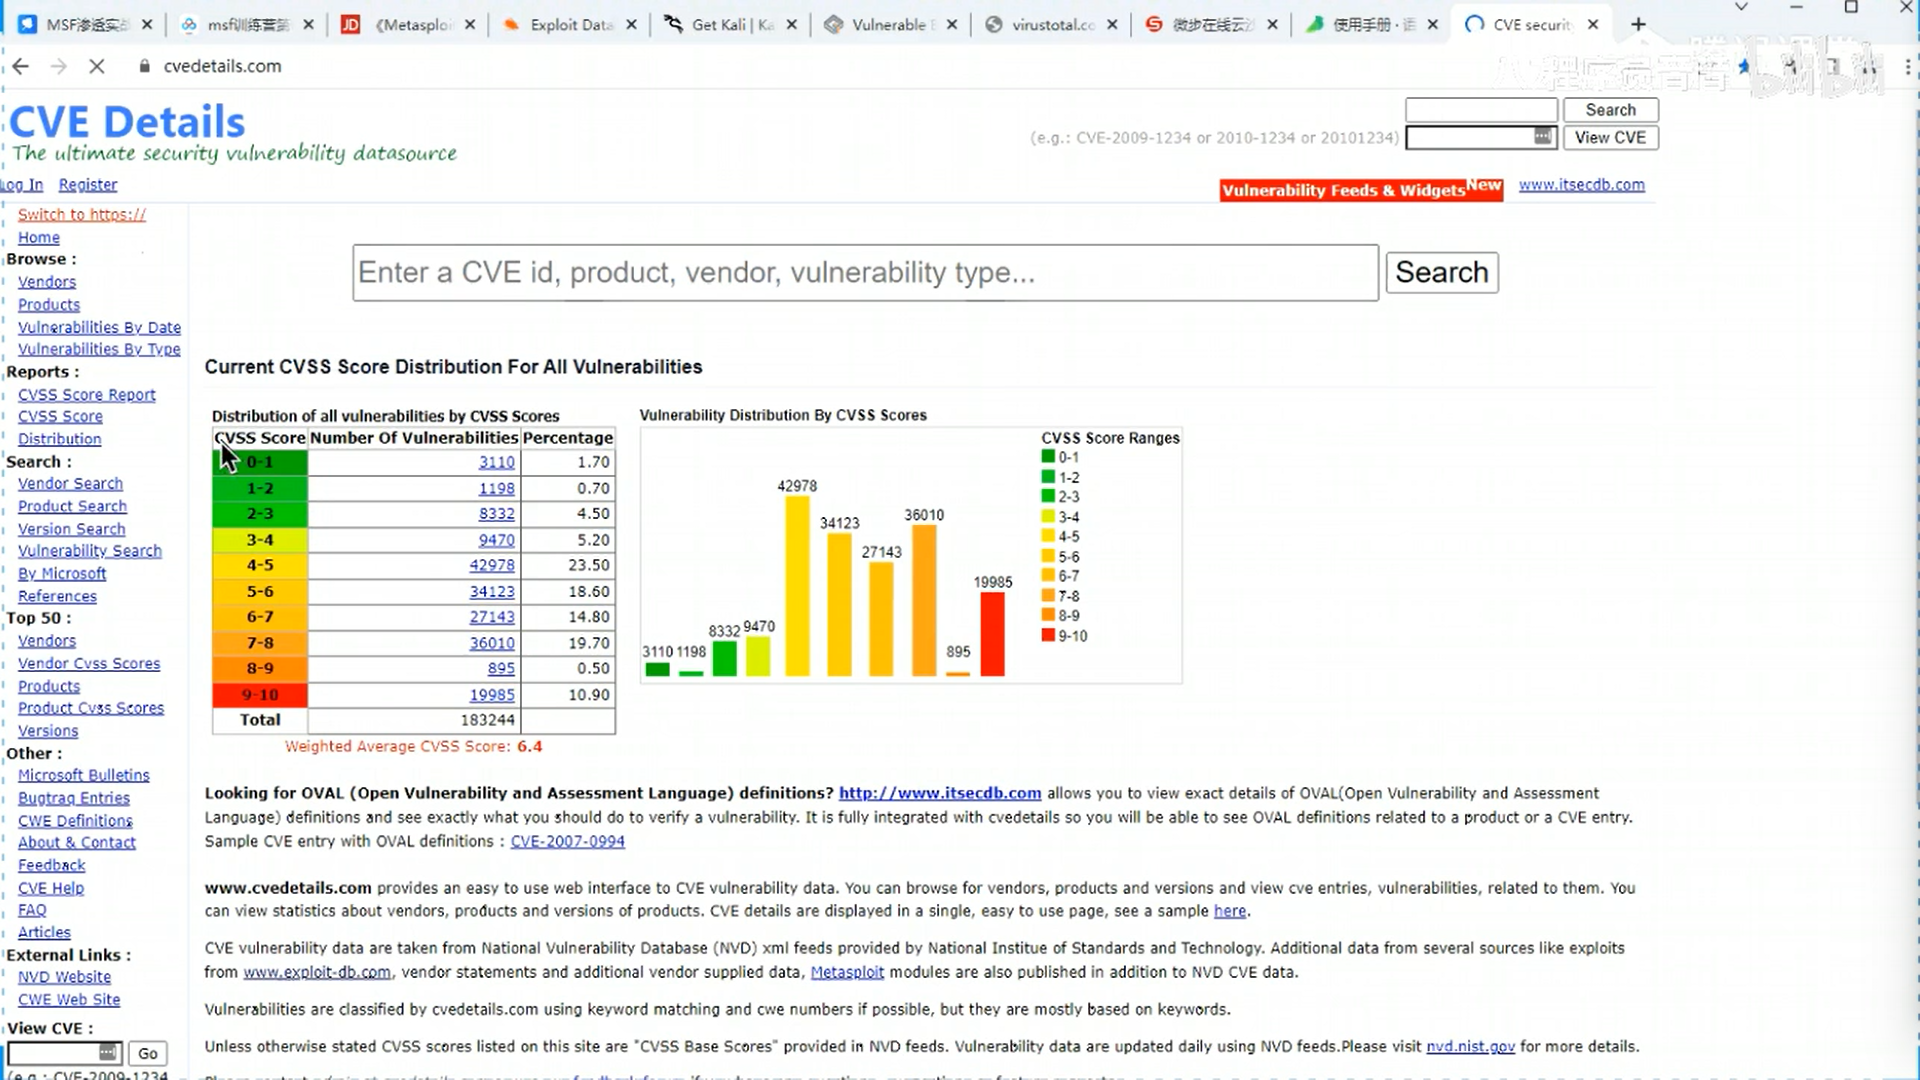 MSF渗透实战
msf训练营第
JD 《Metasploi
Exploit Data
Get Kali | Ka
Vulnerable
virustotal.co
微步在线云沙
使用手册 · 语
CVE securit
cvedetails.com
CVE Details
The ultimate security vulnerability datasource
Search
(e.g.: CVE-2009-1234 or 2010-1234 or 20101234)
View CVE
Log In Register
Vulnerability Feeds & Widgets New www.itsecdb.com
Switch to https://
Home
Browse :
Vendors
Products
Vulnerabilities By Date
Vulnerabilities By Type
Reports :
CVSS Score Report
CVSS Score
Distribution
Search :
Vendor Search
Product Search
Version Search
Vulnerability Search
By Microsoft
References
Top 50 :
Vendors
Vendor Cvss Scores
Products
Product Cvss Scores
Versions
Other :
Microsoft Bulletins
Bugtraq Entries
CWE Definitions
About & Contact
Feedback
CVE Help
FAQ
Articles
External Links :
NVD Website
CWE Web Site
View CVE :
Go
(e.g.: CVE-2009-1234
Enter a CVE id, product, vendor, vulnerability type... Search
Current CVSS Score Distribution For All Vulnerabilities
Distribution of all vulnerabilities by CVSS Scores
CVSS Score Number Of Vulnerabilities Percentage
0-1 3110 1.70
1-2 1198 0.70
2-3 8332 4.50
3-4 9470 5.20
4-5 42978 23.50
5-6 34123 18.60
6-7 27143 14.80
7-8 36010 19.70
8-9 895 0.50
9-10 19985 10.90
Total 183244
Weighted Average CVSS Score: 6.4
Vulnerability Distribution By CVSS Scores
3110 1198 8332 9470 42978 34123 27143 36010 895 19985
CVSS Score Ranges
0-1
1-2
2-3
3-4
4-5
5-6
6-7
7-8
8-9
9-10
Looking for OVAL (Open Vulnerability and Assessment Language) definitions? http://www.itsecdb.com allows you to view exact details of OVAL(Open Vulnerability and Assessment
Language) definitions and see exactly what you should do to verify a vulnerability. It is fully integrated with cvedetails so you will be able to see OVAL definitions related to a product or a CVE entry.
Sample CVE entry with OVAL definitions : CVE-2007-0994
www.cvedetails.com provides an easy to use web interface to CVE vulnerability data. You can browse for vendors, products and versions and view cve entries, vulnerabilities, related to them. You
can view statistics about vendors, products and versions of products. CVE details are displayed in a single, easy to use page, see a sample here.
CVE vulnerability data are taken from National Vulnerability Database (NVD) xml feeds provided by National Institue of Standards and Technology. Additional data from several sources like exploits
from www.exploit-db.com, vendor statements and additional vendor supplied data, Metasploit modules are also published in addition to NVD CVE data.
Vulnerabilities are classified by cvedetails.com using keyword matching and cwe numbers if possible, but they are mostly based on keywords.
Unless otherwise stated CVSS scores listed on this site are "CVSS Base Scores" provided in NVD feeds. Vulnerability data are updated daily using NVD feeds.Please visit nvd.nist.gov for more details.